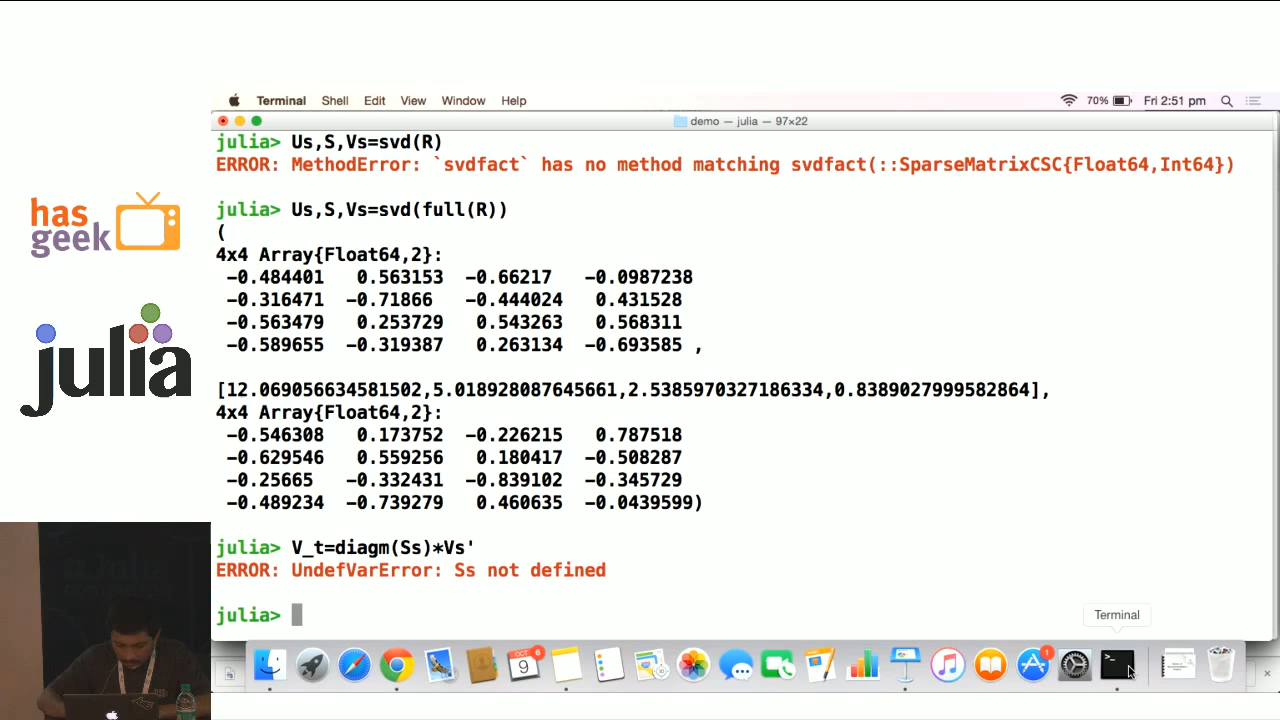 Terminal Shell Edit View Window Help 70% Fri 2:51 pm
demo — julia — 97×22
julia> Us,S,Vs=svd(R)
ERROR: MethodError: `svdfact` has no method matching svdfact(::SparseMatrixCSC{Float64,Int64})
julia> Us,S,Vs=svd(full(R))
(
4x4 Array{Float64,2}:
-0.484401 0.563153 -0.66217 -0.0987238
-0.316471 -0.71866 -0.444024 0.431528
-0.563479 0.253729 0.543263 0.568311
-0.589655 -0.319387 0.263134 -0.693585 ,
[12.069056634581502,5.018928087645661,2.5385970327186334,0.8389027999582864],
4x4 Array{Float64,2}:
-0.546308 0.173752 -0.226215 0.787518
-0.629546 0.559256 0.180417 -0.508287
-0.25665 -0.332431 -0.839102 -0.345729
-0.489234 -0.739279 0.460635 -0.0439599)
julia> V_t=diagm(Ss)*Vs'
ERROR: UndefVarError: Ss not defined
julia>
Terminal
has
geek
julia
9
6
1
>_